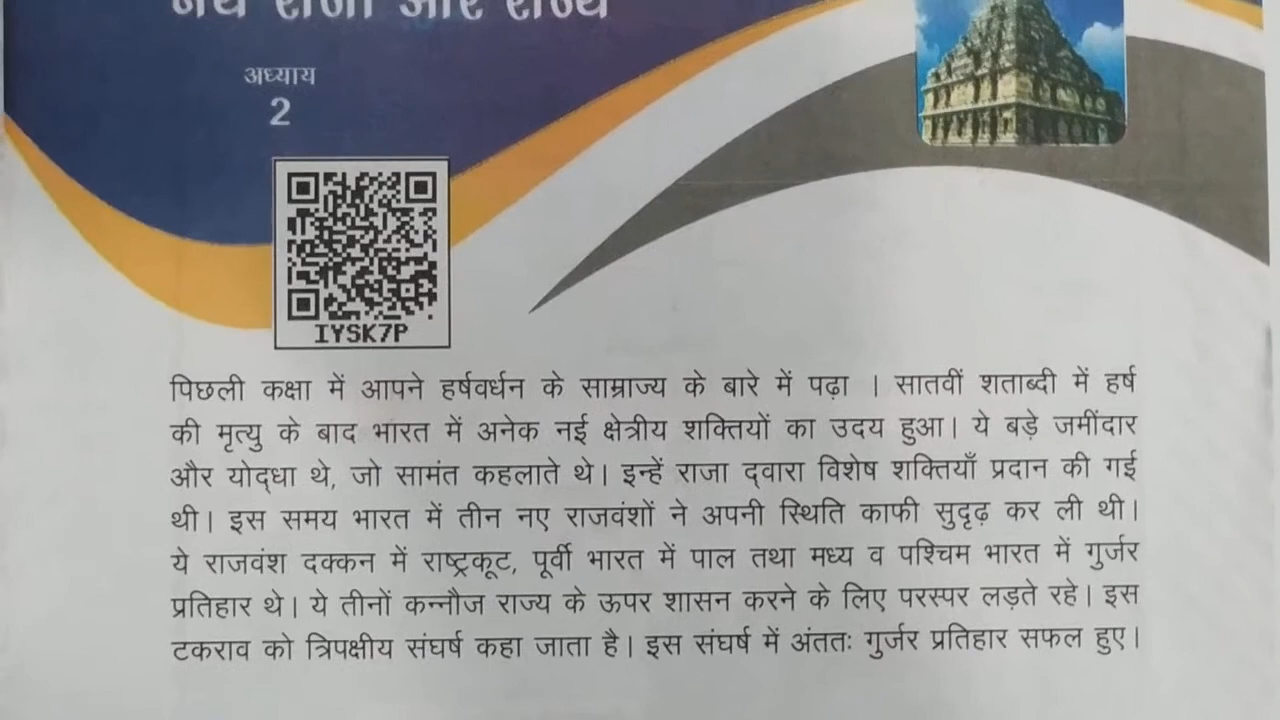 नये राजा और राज्य
अध्याय
2
IYSK7P
पिछली कक्षा में आपने हर्षवर्धन के साम्राज्य के बारे में पढ़ा । सातवीं शताब्दी में हर्ष
की मृत्यु के बाद भारत में अनेक नई क्षेत्रीय शक्तियों का उदय हुआ। ये बड़े जमींदार
और योद्धा थे, जो सामंत कहलाते थे। इन्हें राजा द्वारा विशेष शक्तियाँ प्रदान की गई
थी। इस समय भारत में तीन नए राजवंशों ने अपनी स्थिति काफी सुदृढ़ कर ली थी।
ये राजवंश दक्कन में राष्ट्रकूट, पूर्वी भारत में पाल तथा मध्य व पश्चिम भारत में गुर्जर
प्रतिहार थे। ये तीनों कन्नौज राज्य के ऊपर शासन करने के लिए परस्पर लड़ते रहे। इस
टकराव को त्रिपक्षीय संघर्ष कहा जाता है। इस संघर्ष में अंततः गुर्जर प्रतिहार सफल हुए।